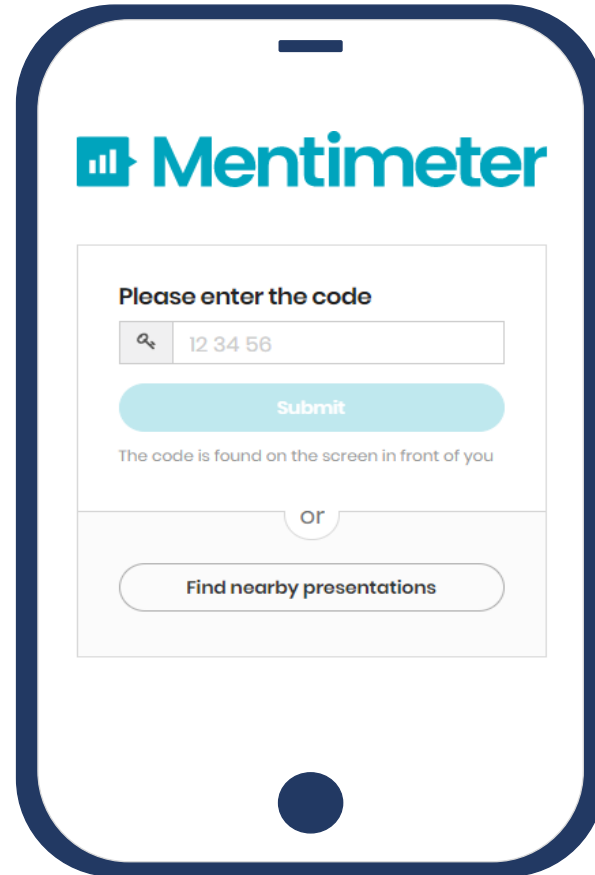 Mentimeter
Please enter the code
12 34 56
Submit
The code is found on the screen in front of you
or
Find nearby presentations